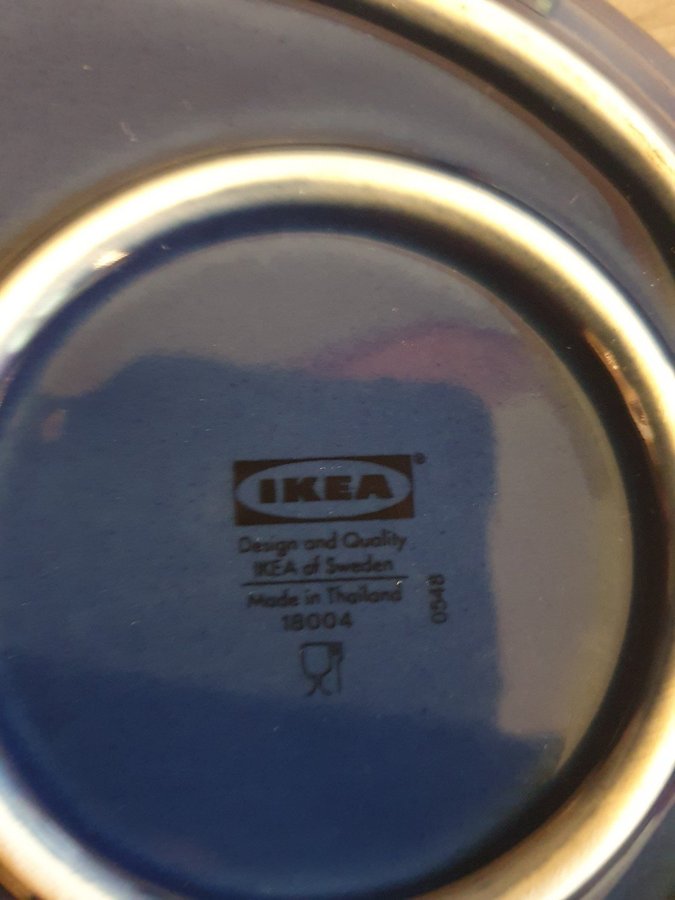 IKEA®
Design and Quality
IKEA of Sweden
Made in Thailand
18004
0548